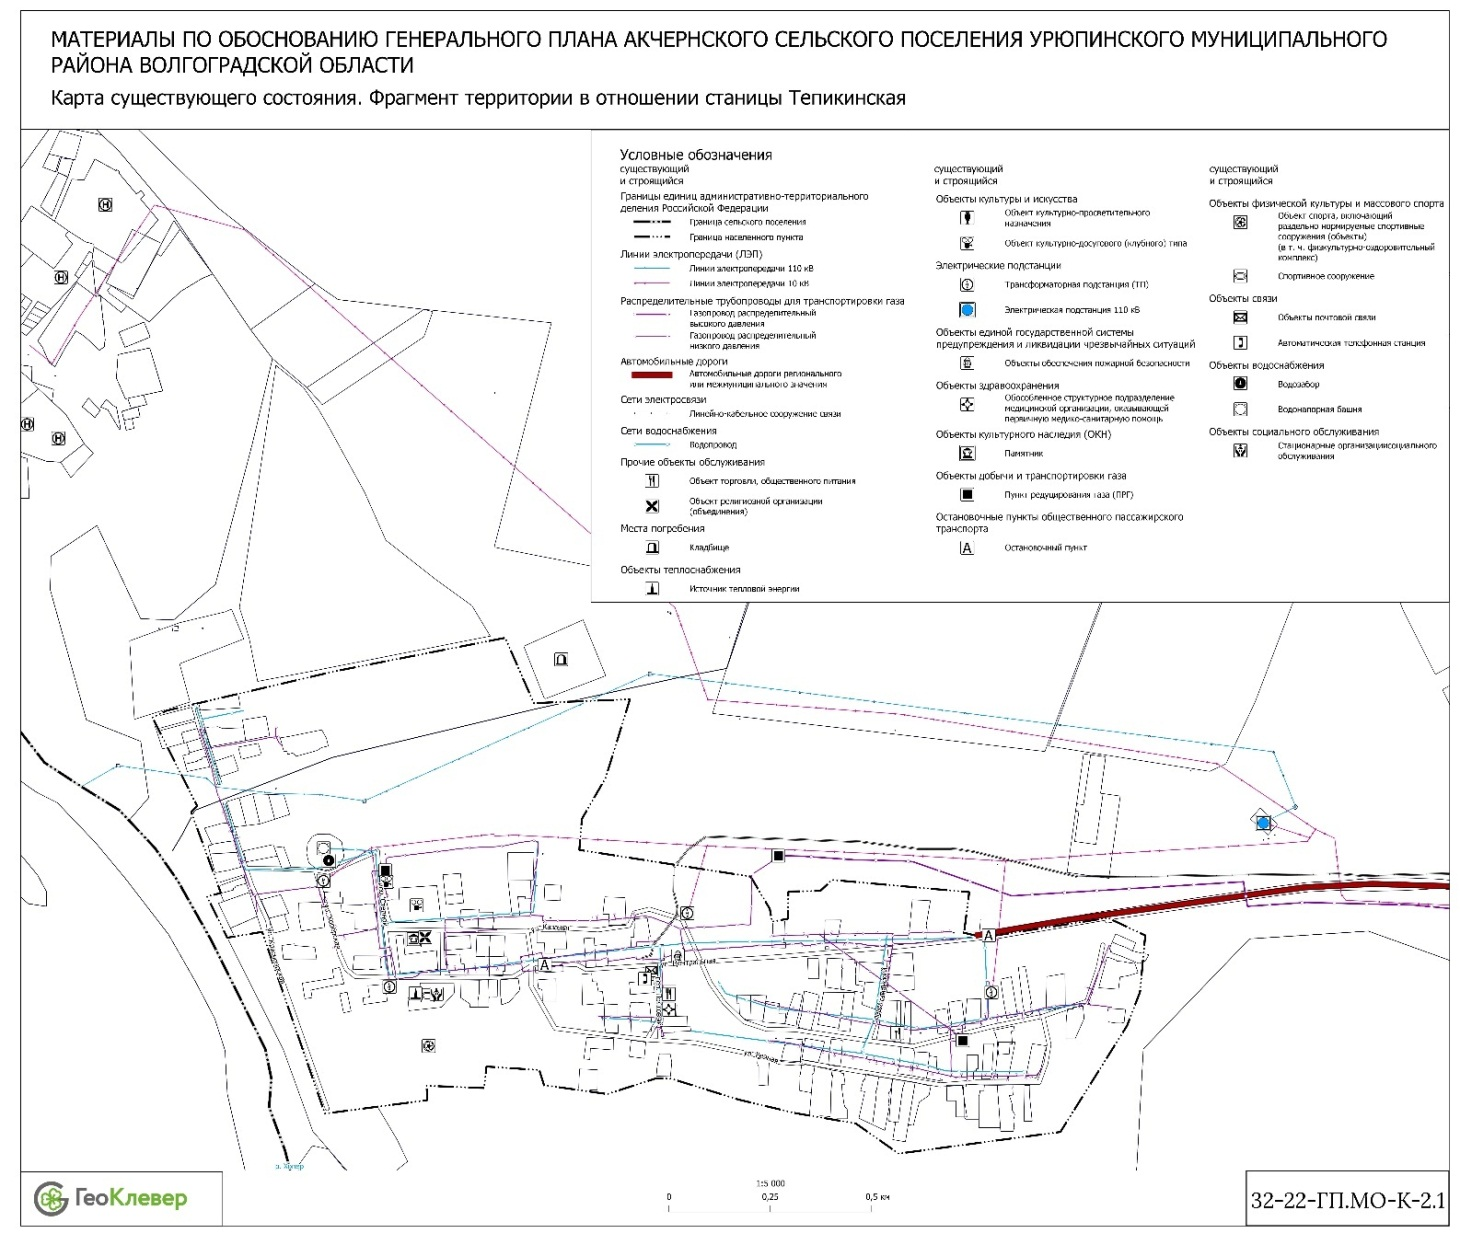 МАТЕРИАЛЫ ПО ОБОСНОВАНИЮ ГЕНЕРАЛЬНОГО ПЛАНА АКЧЕРНСКОГО СЕЛЬСКОГО ПОСЕЛЕНИЯ УРЮПИНСКОГО МУНИЦИПАЛЬНОГО
РАЙОНА ВОЛГОГРАДСКОЙ ОБЛАСТИ
Карта существующего состояния. Фрагмент территории в отношении станицы Тепикинская
Условные обозначения
существующий
и строящийся
Границы единиц административно-территориального
деления Российской Федерации
Граница сельского поселения
Граница населенного пункта
Линии электропередачи (ЛЭП)
Линии электропередачи 110 кВ
Линии электропередачи 10 кВ
Распределительные трубопроводы для транспортировки газа
Газопровод распределительный
высокого давления
Газопровод распределительный
низкого давления
Автомобильные дороги
Автомобильные дороги регионального
или межмуниципального значения
Сети электросвязи
Линейно-кабельное сооружение связи
Сети водоснабжения
Водопровод
Прочие объекты обслуживания
Объект торговли, общественного питания
Объект религиозной организации
(объединения)
Места погребения
Кладбище
Объекты теплоснабжения
Источник тепловой энергии
существующий
и строящийся
Объекты культуры и искусства
Объект культурно-просветительного
назначения
Объект культурно-досугового (клубного) типа
Электрические подстанции
Трансформаторная подстанция (ТП)
Электрическая подстанция 110 кВ
Объекты единой государственной системы
предупреждения и ликвидации чрезвычайных ситуаций
Объекты обеспечения пожарной безопасности
Объекты здравоохранения
Обособленное структурное подразделение
медицинской организации, оказывающей
первичную медико-санитарную помощь
Объекты культурного наследия (ОКН)
Памятник
Объекты добычи и транспортировки газа
Пункт редуцирования газа (ПРГ)
Остановочные пункты общественного пассажирского
транспорта
А
Остановочный пункт
существующий
и строящийся
Объекты физической культуры и массового спорта
Объект спорта, включающий
раздельно нормируемые спортивные
сооружения (объекты)
(в т. ч. физкультурно-оздоровительный
комплекс)
Спортивное сооружение
Объекты связи
Объекты почтовой связи
Автоматическая телефонная станция
Объекты водоснабжения
Водозабор
Водонапорная башня
Объекты социального обслуживания
Стационарные организациисоциального
обслуживания
А
А
р. Хопер
ГеоКлевер
1:5 000
0 0,25 0,5 км
32-22-ГП.МО-К-2.1